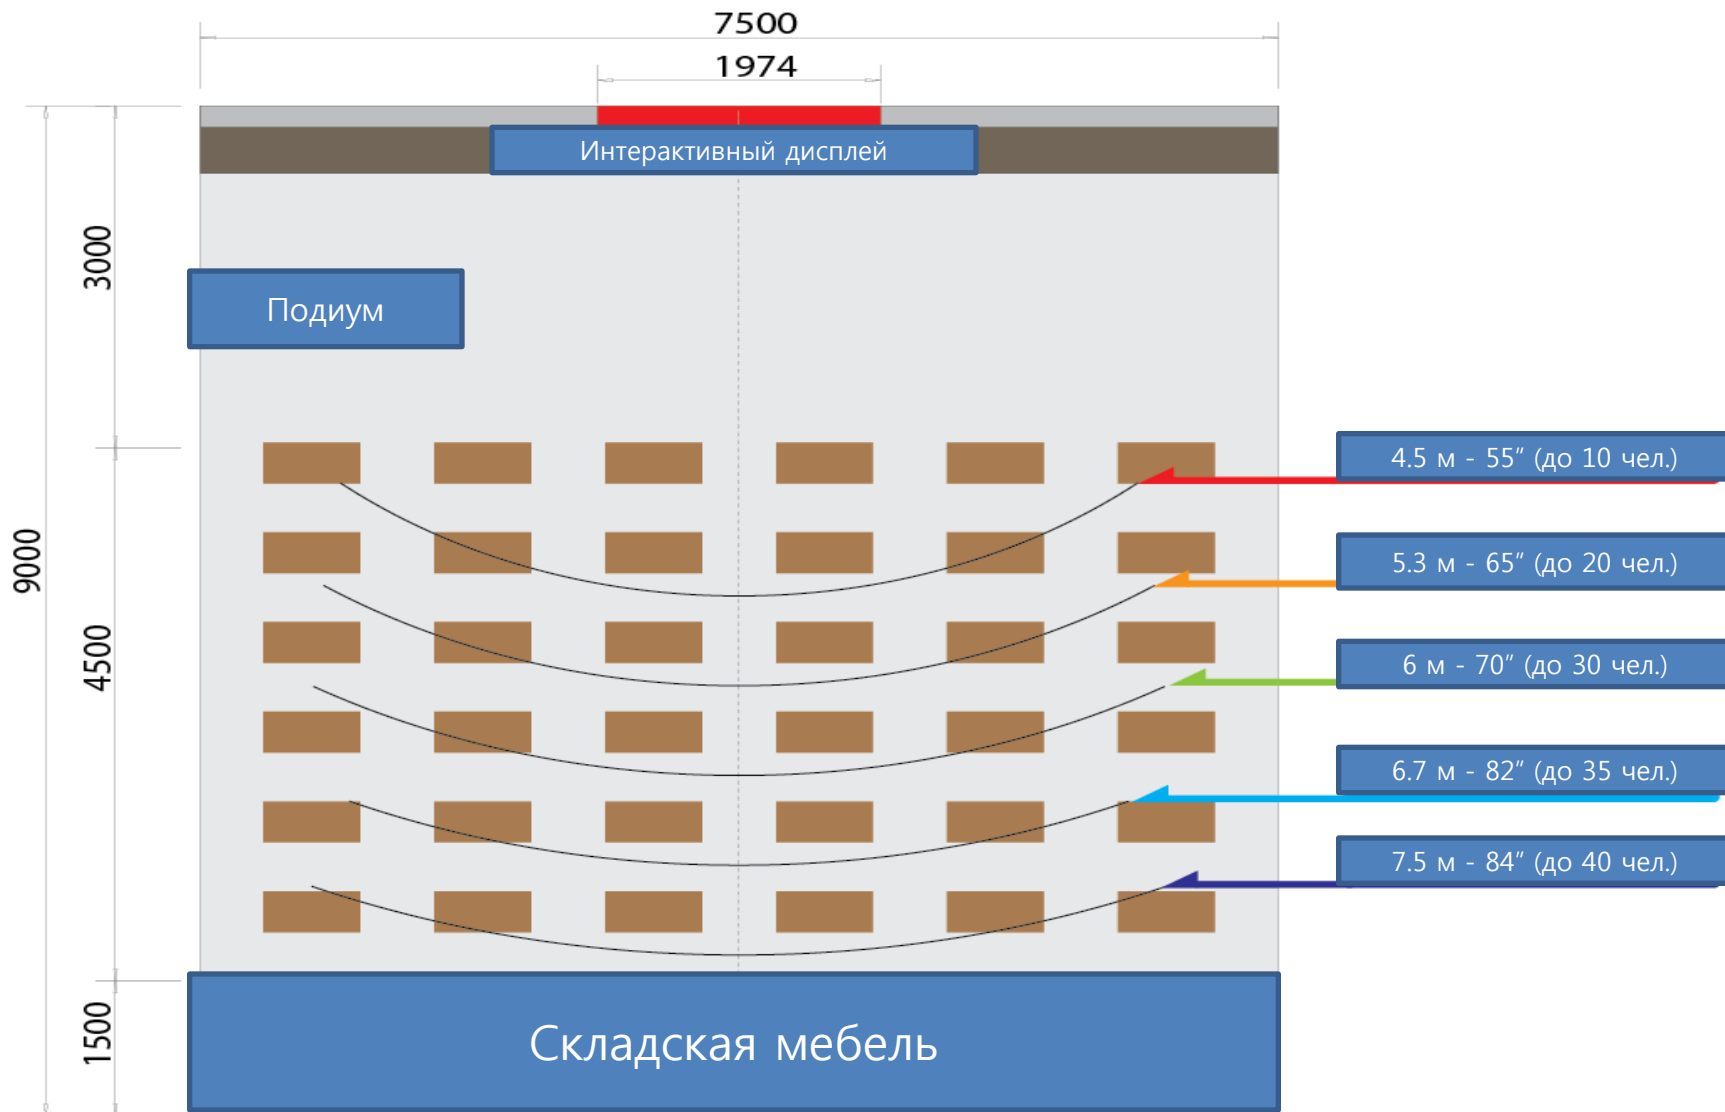 7500
1974
Интерактивный дисплей
3000
Подиум
4.5 м - 55” (до 10 чел.)
9000
5.3 м - 65” (до 20 чел.)
4500
6 м - 70” (до 30 чел.)
6.7 м - 82” (до 35 чел.)
7.5 м - 84” (до 40 чел.)
1500
Складская мебель